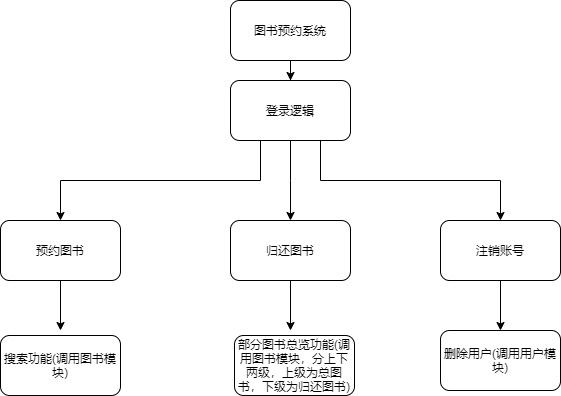 图书预约系统
登录逻辑
预约图书
归还图书
注销账号
搜索功能(调用图书模
块)
部分图书总览功能(调
用图书模块，分上下
两级，上级为总图
书，下级为归还图书)
删除用户(调用用户模
块)